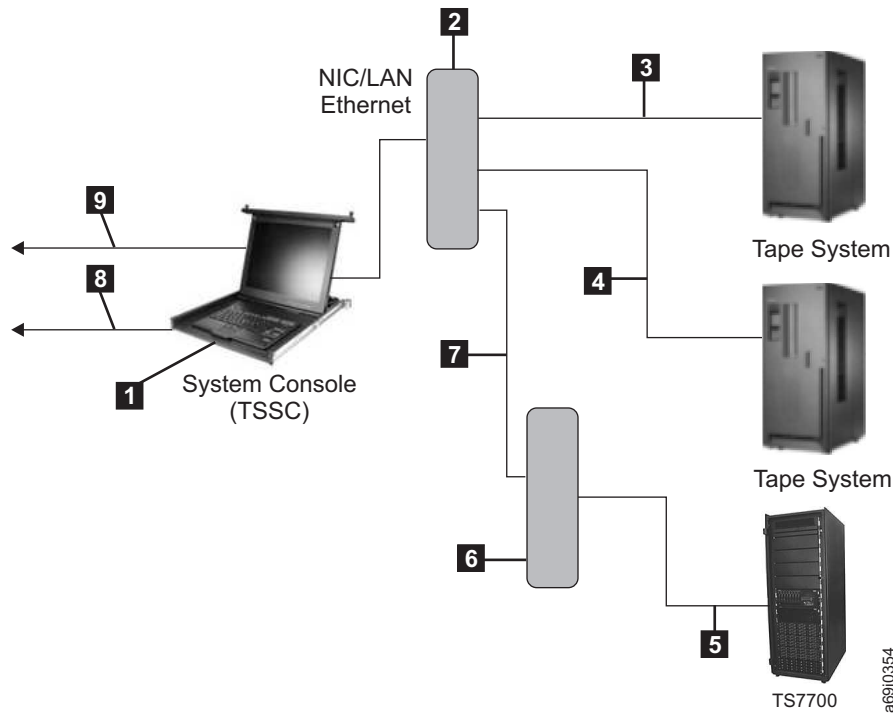 2
NIC/LAN
Ethernet
3
Tape System
9
8
4
1
System Console
(TSSC)
7
Tape System
6
5
TS7700
a69i0354